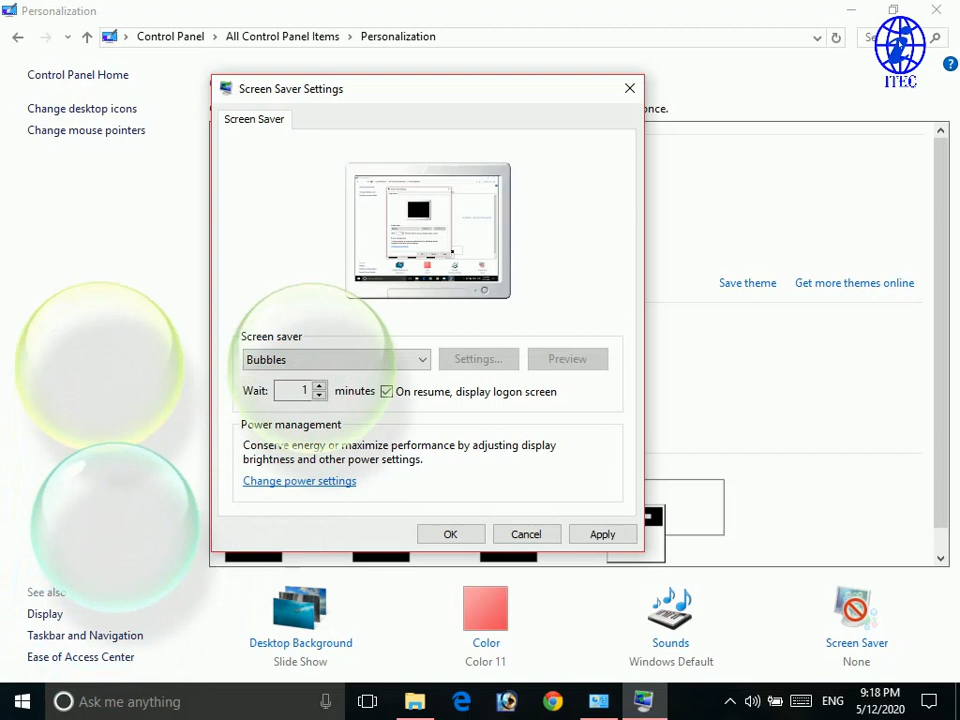 Personalization
Control Panel > All Control Panel Items > Personalization
ITEC
Control Panel Home
Change desktop icons
Change mouse pointers
once.
Screen Saver Settings
Screen Saver
Save theme
Get more themes online
Screen saver
Bubbles
Settings...
Preview
Wait: 1 minutes
On resume, display logon screen
Power management
Conserve energy or maximize performance by adjusting display
brightness and other power settings.
Change power settings
OK
Cancel
Apply
See also
Display
Taskbar and Navigation
Ease of Access Center
Desktop Background
Slide Show
Color
Color 11
Sounds
Windows Default
Screen Saver
None
Ask me anything
ENG
9:18 PM
5/12/2020